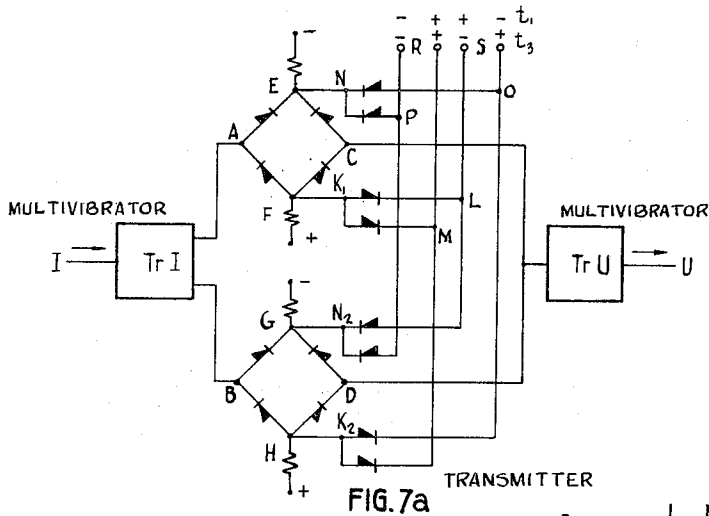 - + + - t₁
- R + - S + t₃
-
E N O
P
A C
K₁ L
F M
+
MULTIVIBRATOR MULTIVIBRATOR
I Tr I Tr U U
-
G N₂
B D
K₂
H
+
TRANSMITTER
FIG. 7a